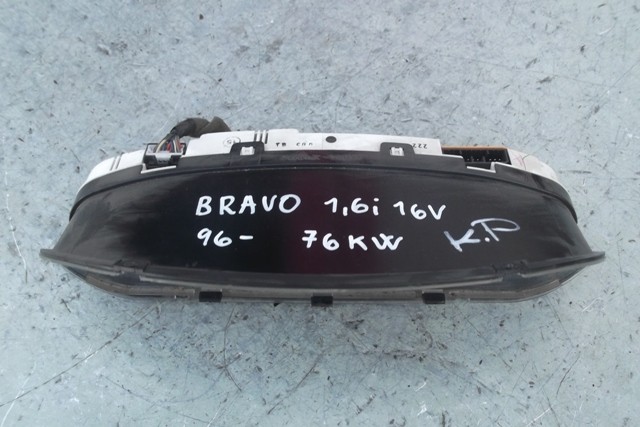 BRAVO 1,6i 16V
96- 76KW K.P